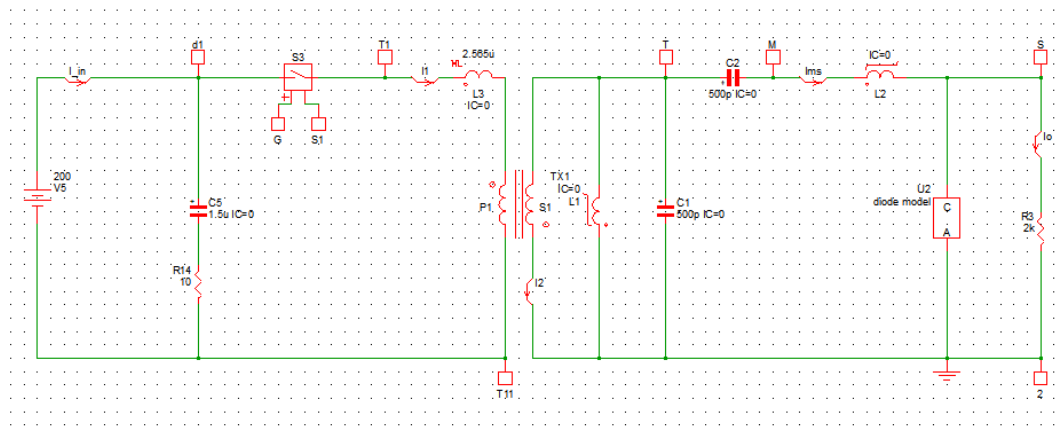 d1
T1
T
M
S
I_in
S3
I1
HL
2.565u
L3
IC=0
C2
500p IC=0
Ims
IC=0
L2
G
S1
Io
200
V5
C5
1.5u IC=0
R14
10
P1
S1
TX1
IC=0
L1
C1
500p IC=0
U2
diode model
C
A
R3
2k
I2
T11
2